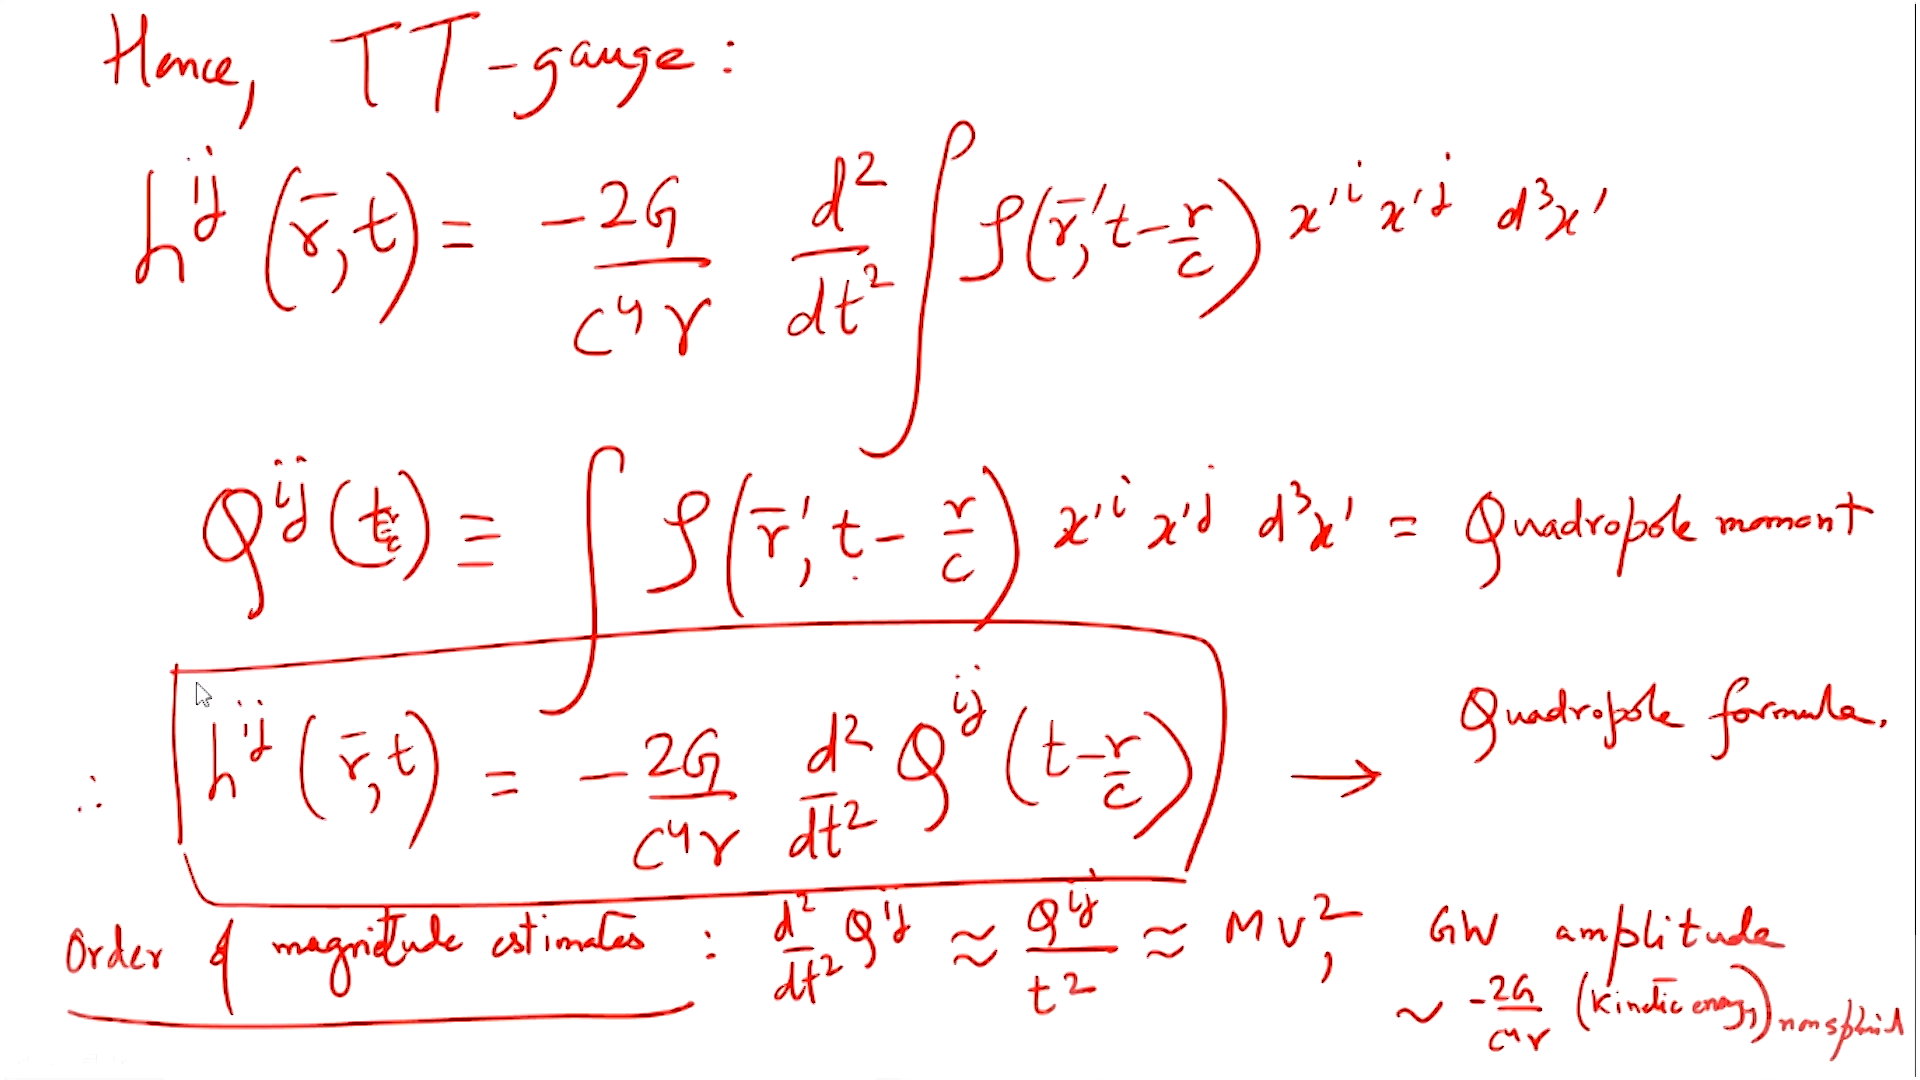 Hence, TT-gauge:
h^{ij} (r̄, t) = -2G/(c⁴r) d²/dt² ∫ ρ(r̄', t - r/c) x'^i x'^j d³x'
Q^{ij}(t) ≡ ∫ ρ(r̄', t - r/c) x'^i x'^j d³x' = Quadropole moment
∴ h^{ij} (r̄, t) = -2G/(c⁴r) d²/dt² Q^{ij} (t - r/c) → Quadropole formula.
Order of magnitude estimates : d²/dt² Q^{ij} ≈ Q^{ij}/t² ≈ MV², GW amplitude
~ -2G/(c⁴r) (Kinetic energy)